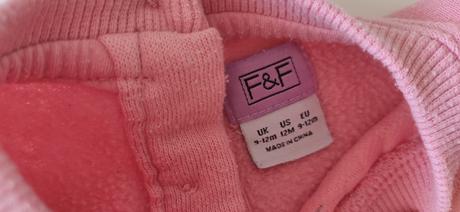 F&F
UK US EU
9-12m 12M 9-12m
MADE IN CHINA